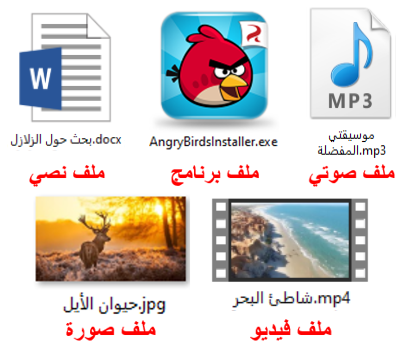 W
MP3
بحث حول الزلازل.docx
AngryBirdsInstaller.exe
موسيقتي
المفضلة.mp3
ملف نصي
ملف برنامج
ملف صوتي
حيوان الأيل.jpg
شاطئ البحر.mp4
ملف صورة
ملف فيديو